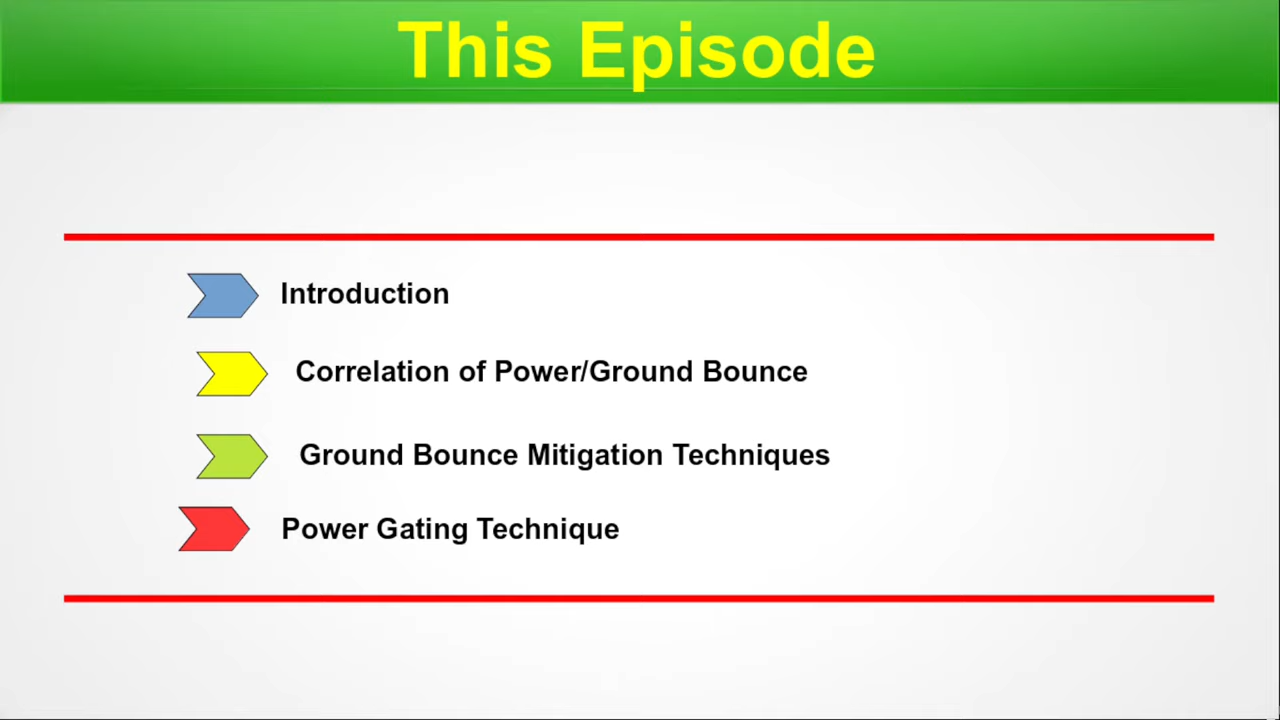 This Episode
Introduction
Correlation of Power/Ground Bounce
Ground Bounce Mitigation Techniques
Power Gating Technique